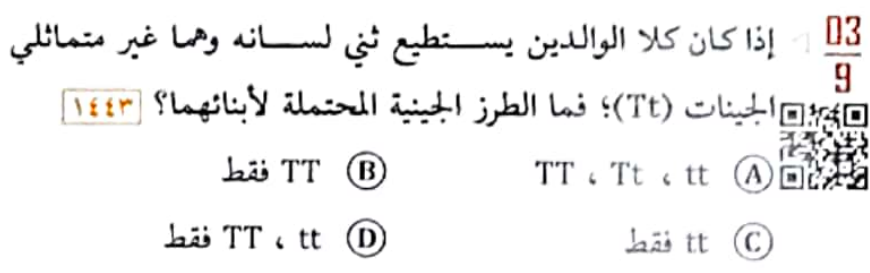 03/9 إذا كان كلا الوالدين يستطيع ثني لسانه وهما غير متماثلي
الجينات (Tt)؛ فما الطرز الجينية المحتملة لأبنائهما؟ ١٤٤٣
A TT ، Tt ، tt
B TT فقط
C tt فقط
D TT ، tt فقط